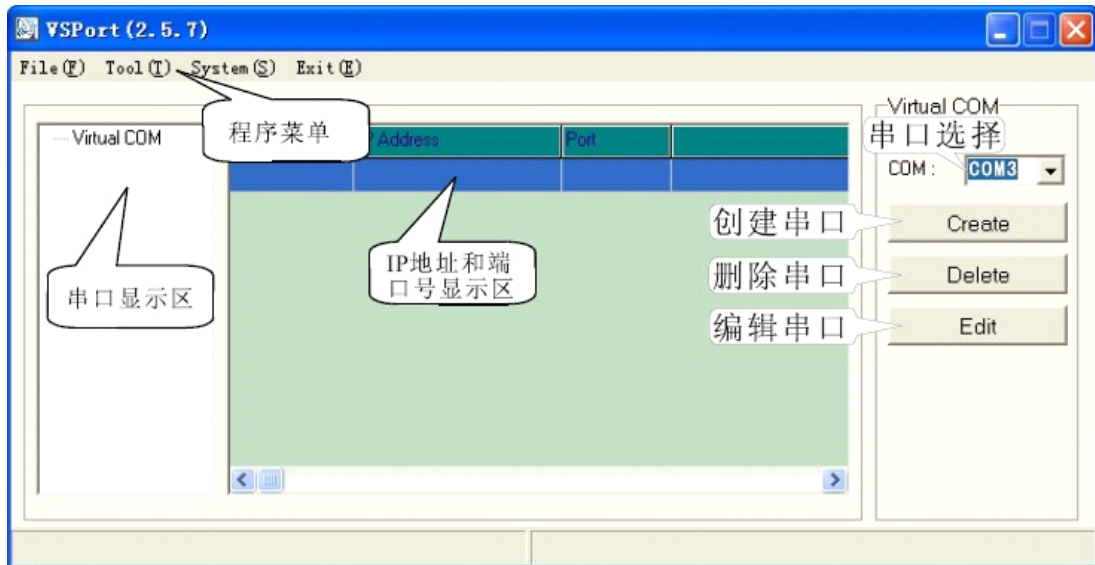 VSPort(2.5.7)
File(F) Tool(T) System(S) Exit(E)
Virtual COM
程序菜单
P Address
Port
Virtual COM
串口选择
COM :
COM3
创建串口
Create
IP地址和端
口号显示区
串口显示区
删除串口
Delete
编辑串口
Edit